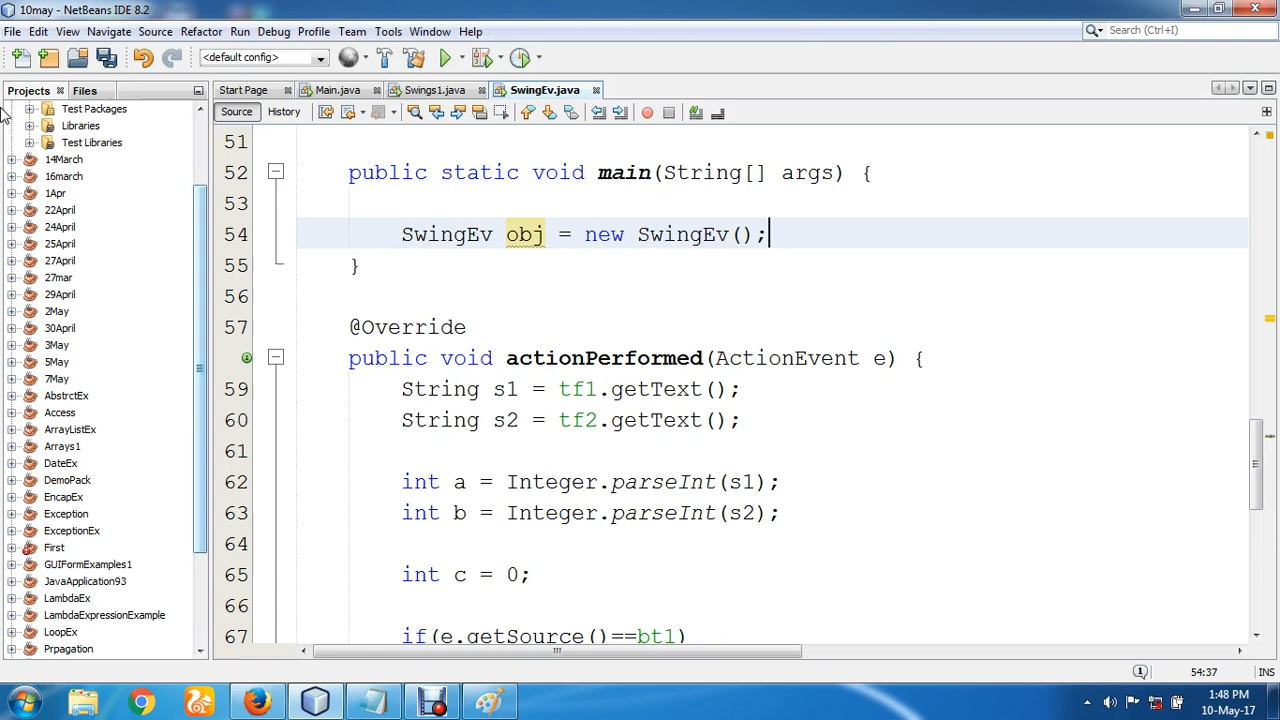 10may - NetBeans IDE 8.2
File Edit View Navigate Source Refactor Run Debug Profile Team Tools Window Help
Search (Ctrl+I)
<default config>
Projects Files
Start Page Main.java Swings1.java SwingEv.java
Source History
Test Packages
Libraries
Test Libraries
14March
16march
1Apr
22April
24April
25April
27April
27mar
29April
2May
30April
3May
5May
7May
AbstrctEx
Access
ArrayListEx
Arrays1
DateEx
DemoPack
EncapEx
Exception
ExceptionEx
First
GUIFormExamples1
JavaApplication93
LambdaEx
LambdaExpressionExample
LoopEx
Prpagation
51
52 public static void main(String[] args) {
53
54 SwingEv obj = new SwingEv();
55 }
56
57 @Override
public void actionPerformed(ActionEvent e) {
59 String s1 = tf1.getText();
60 String s2 = tf2.getText();
61
62 int a = Integer.parseInt(s1);
63 int b = Integer.parseInt(s2);
64
65 int c = 0;
66
67 if(e.getSource()==bt1)
1
54:37 INS
1:48 PM
10-May-17